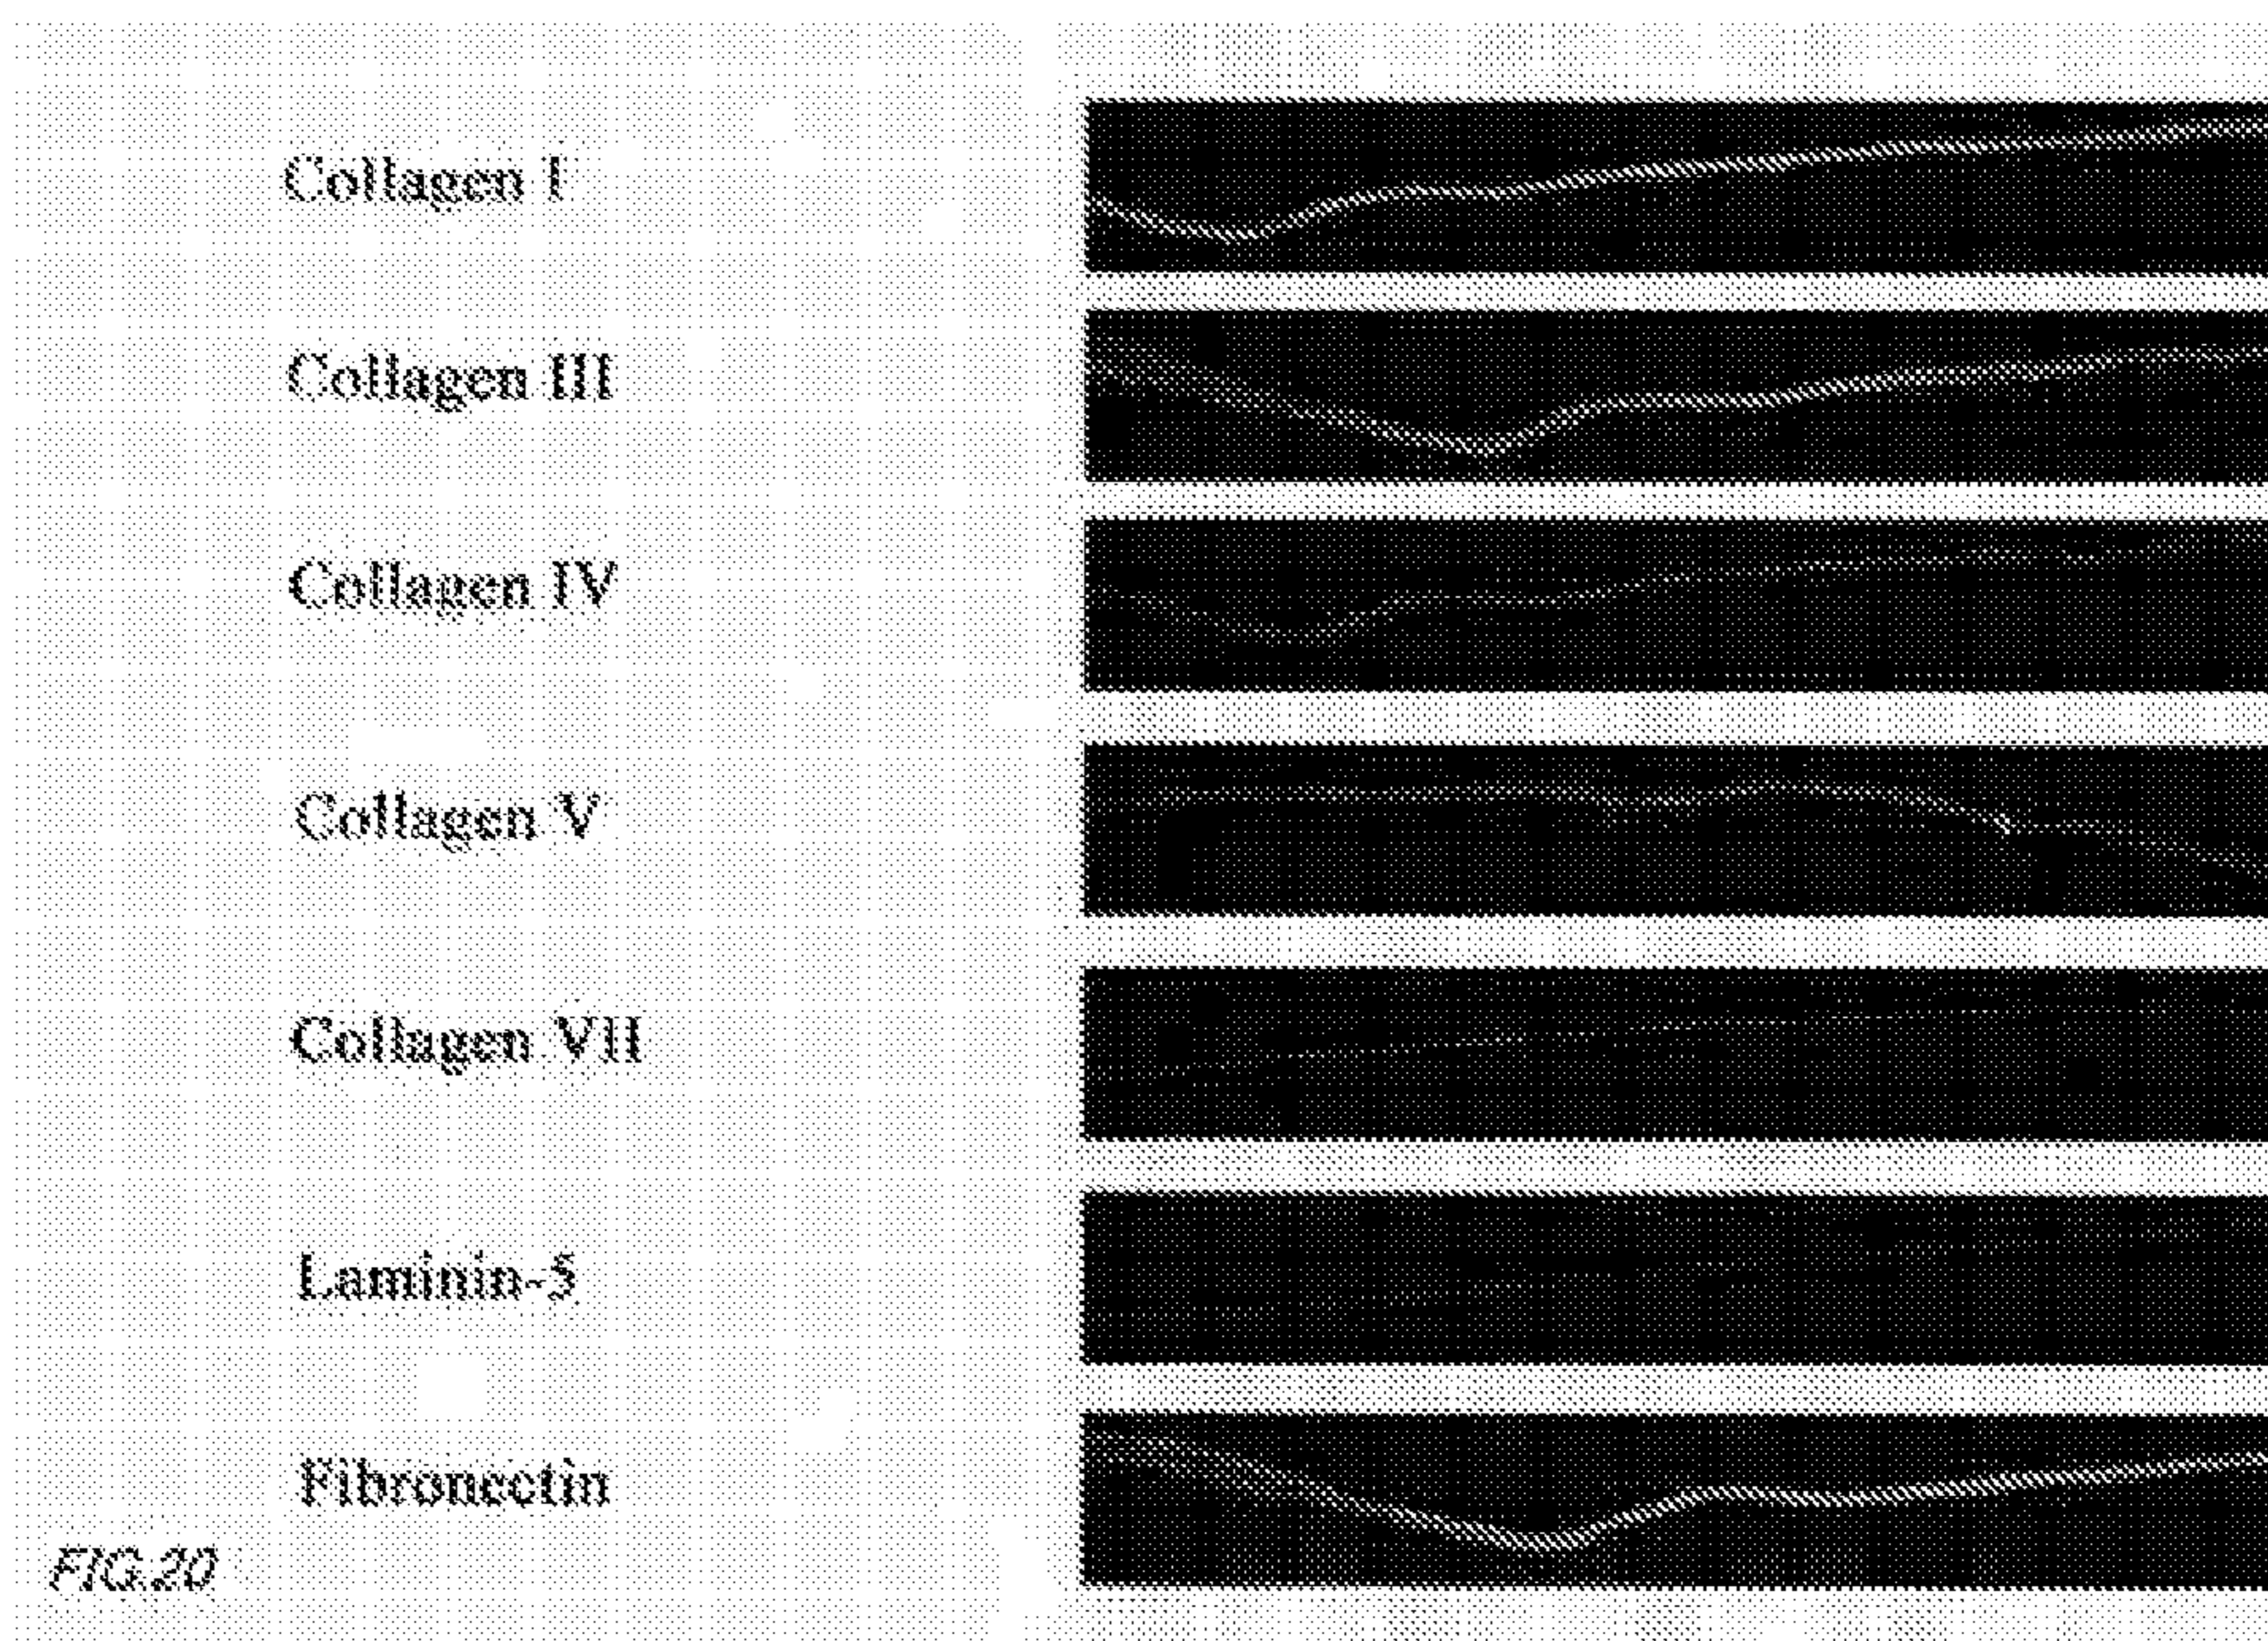 Collagen I
Collagen III
Collagen IV
Collagen V
Collagen VII
Laminin-5
Fibronectin
FIG.20